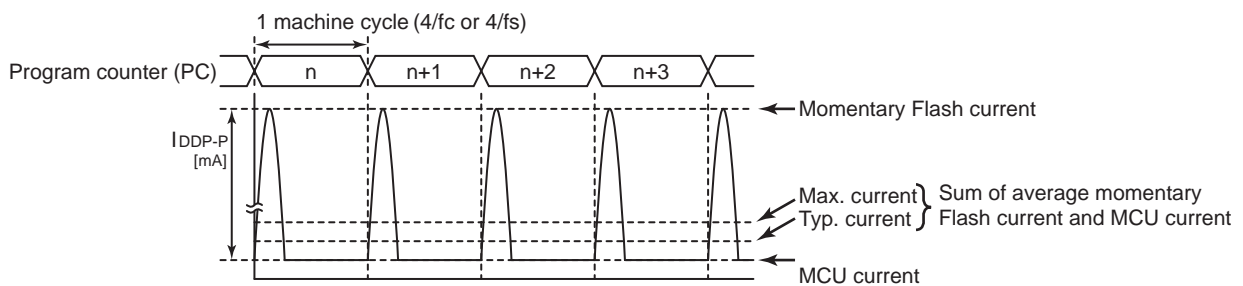 1 machine cycle (4/fc or 4/fs)
Program counter (PC)
n
n+1
n+2
n+3
Momentary Flash current
IDDP-P
[mA]
Max. current
Typ. current
Sum of average momentary
Flash current and MCU current
MCU current